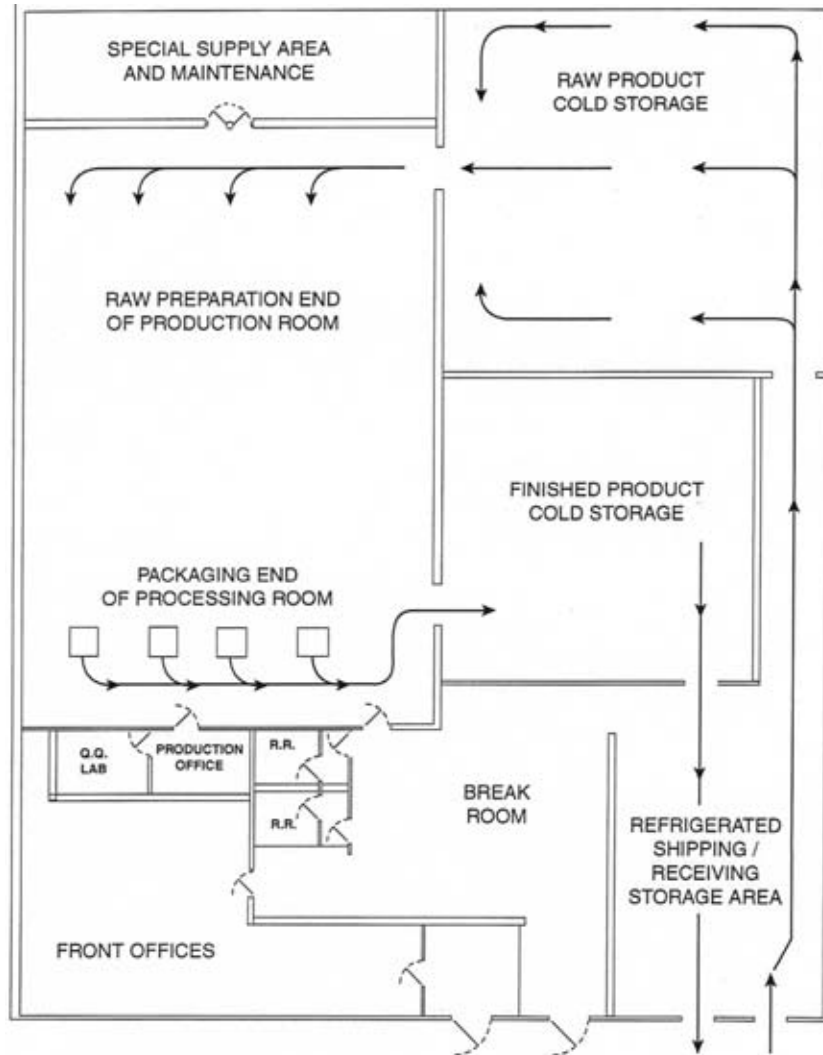 SPECIAL SUPPLY AREA
AND MAINTENANCE
RAW PRODUCT
COLD STORAGE
RAW PREPARATION END
OF PRODUCTION ROOM
FINISHED PRODUCT
COLD STORAGE
PACKAGING END
OF PROCESSING ROOM
Q.Q.
LAB
PRODUCTION
OFFICE
R.R.
R.R.
BREAK
ROOM
REFRIGERATED
SHIPPING /
RECEIVING
STORAGE AREA
FRONT OFFICES